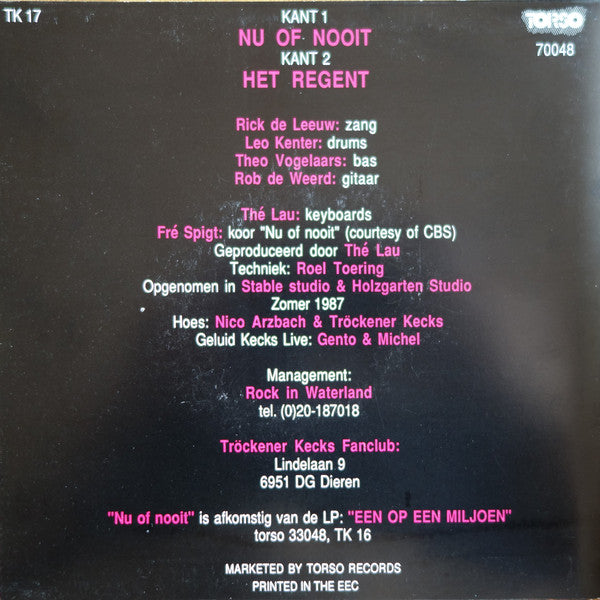 TK 17
KANT 1
NU OF NOOIT
KANT 2
HET REGENT
TORSO
70048
Rick de Leeuw: zang
Leo Kenter: drums
Theo Vogelaars: bas
Rob de Weerd: gitaar
Thé Lau: keyboards
Fré Spigt: koor "Nu of nooit" (courtesy of CBS)
Geproduceerd door Thé Lau
Techniek: Roel Toering
Opgenomen in Stable studio & Holzgarten Studio
Zomer 1987
Hoes: Nico Arzbach & Tröckener Kecks
Geluid Kecks Live: Gento & Michel
Management:
Rock in Waterland
tel. (0)20-187018
Tröckener Kecks Fanclub:
Lindelaan 9
6951 DG Dieren
"Nu of nooit" is afkomstig van de LP: "EEN OP EEN MILJOEN"
torso 33048, TK 16
MARKETED BY TORSO RECORDS
PRINTED IN THE EEC